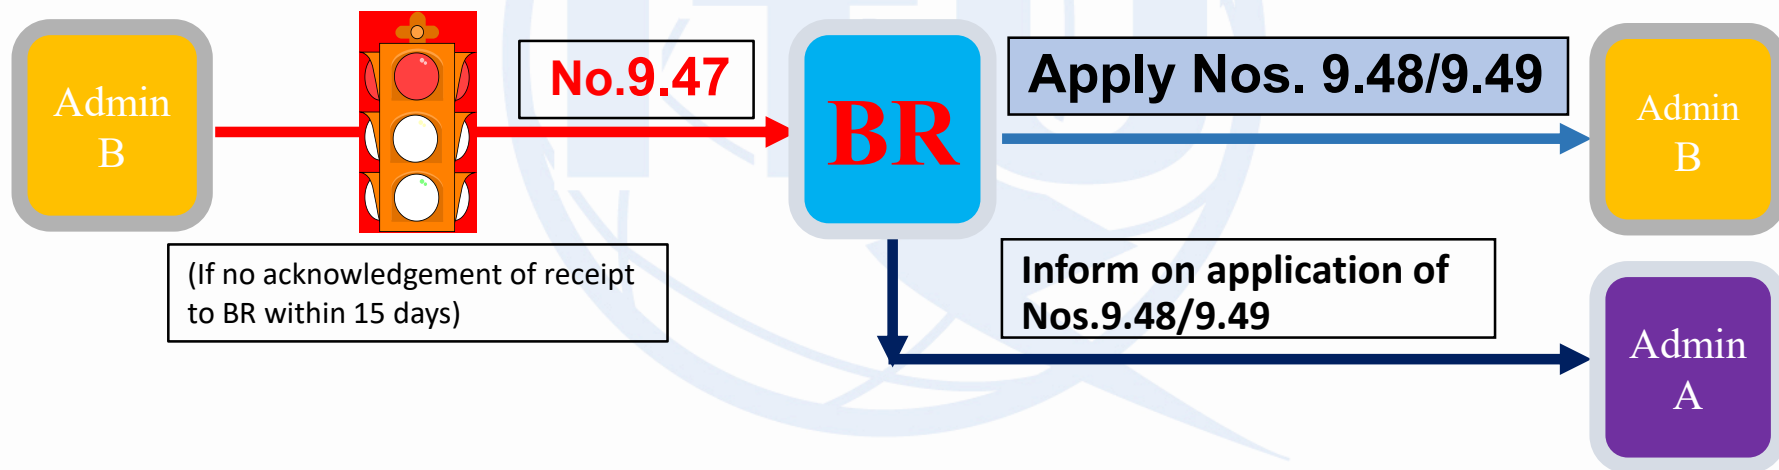 Admin
B
No.9.47
BR
Apply Nos. 9.48/9.49
Admin
B
(If no acknowledgement of receipt
to BR within 15 days)
Inform on application of
Nos.9.48/9.49
Admin
A